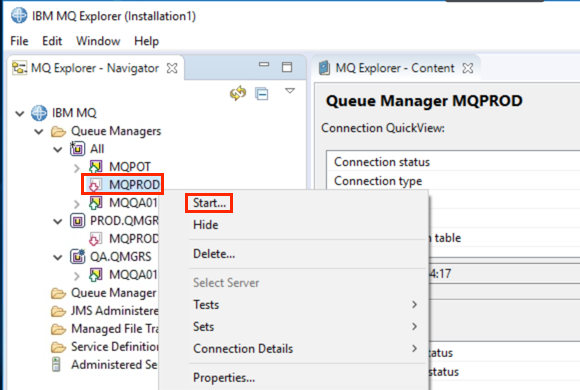 IBM MQ Explorer (Installation1)
File Edit Window Help
MQ Explorer - Navigator
IBM MQ
Queue Managers
All
MQPOT
MQPROD
MQQA01
PROD.QMGR
MQPROD
QA.QMGRS
MQQA01
Queue Manager
JMS Administere
Managed File Tra
Service Definition
Administered Se
Start...
Hide
Delete...
Select Server
Tests
Sets
Connection Details
Properties...
MQ Explorer - Content
Queue Manager MQPROD
Connection QuickView:
Connection status
Connection type
table
4:17
atus
status